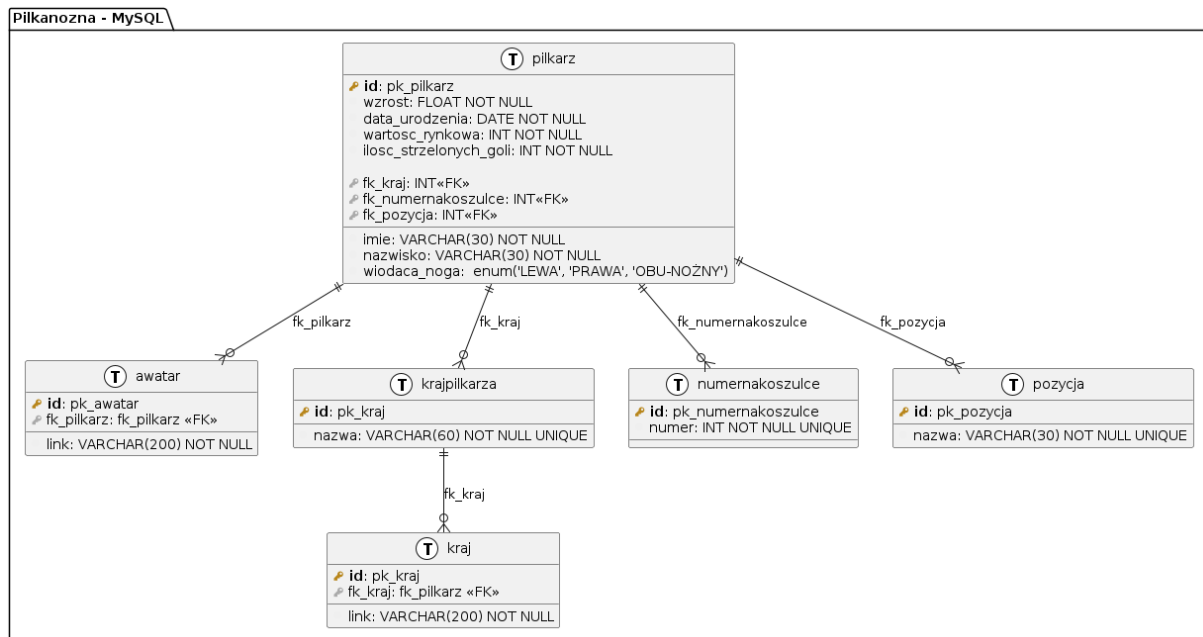 Pilkanozna - MySQL
T pilkarz
id: pk_pilkarz
wzrost: FLOAT NOT NULL
data_urodzenia: DATE NOT NULL
wartosc_rynkowa: INT NOT NULL
ilosc_strzelonych_goli: INT NOT NULL
fk_kraj: INT«FK»
fk_numernakoszulce: INT«FK»
fk_pozycja: INT«FK»
imie: VARCHAR(30) NOT NULL
nazwisko: VARCHAR(30) NOT NULL
wiodaca_noga: enum('LEWA', 'PRAWA', 'OBU-NOŻNY')
fk_pilkarz
fk_kraj
fk_numernakoszulce
fk_pozycja
T awatar
id: pk_awatar
fk_pilkarz: fk_pilkarz «FK»
link: VARCHAR(200) NOT NULL
T krajpilkarza
id: pk_kraj
nazwa: VARCHAR(60) NOT NULL UNIQUE
T numernakoszulce
id: pk_numernakoszulce
numer: INT NOT NULL UNIQUE
T pozycja
id: pk_pozycja
nazwa: VARCHAR(30) NOT NULL UNIQUE
fk_kraj
T kraj
id: pk_kraj
fk_kraj: fk_pilkarz «FK»
link: VARCHAR(200) NOT NULL